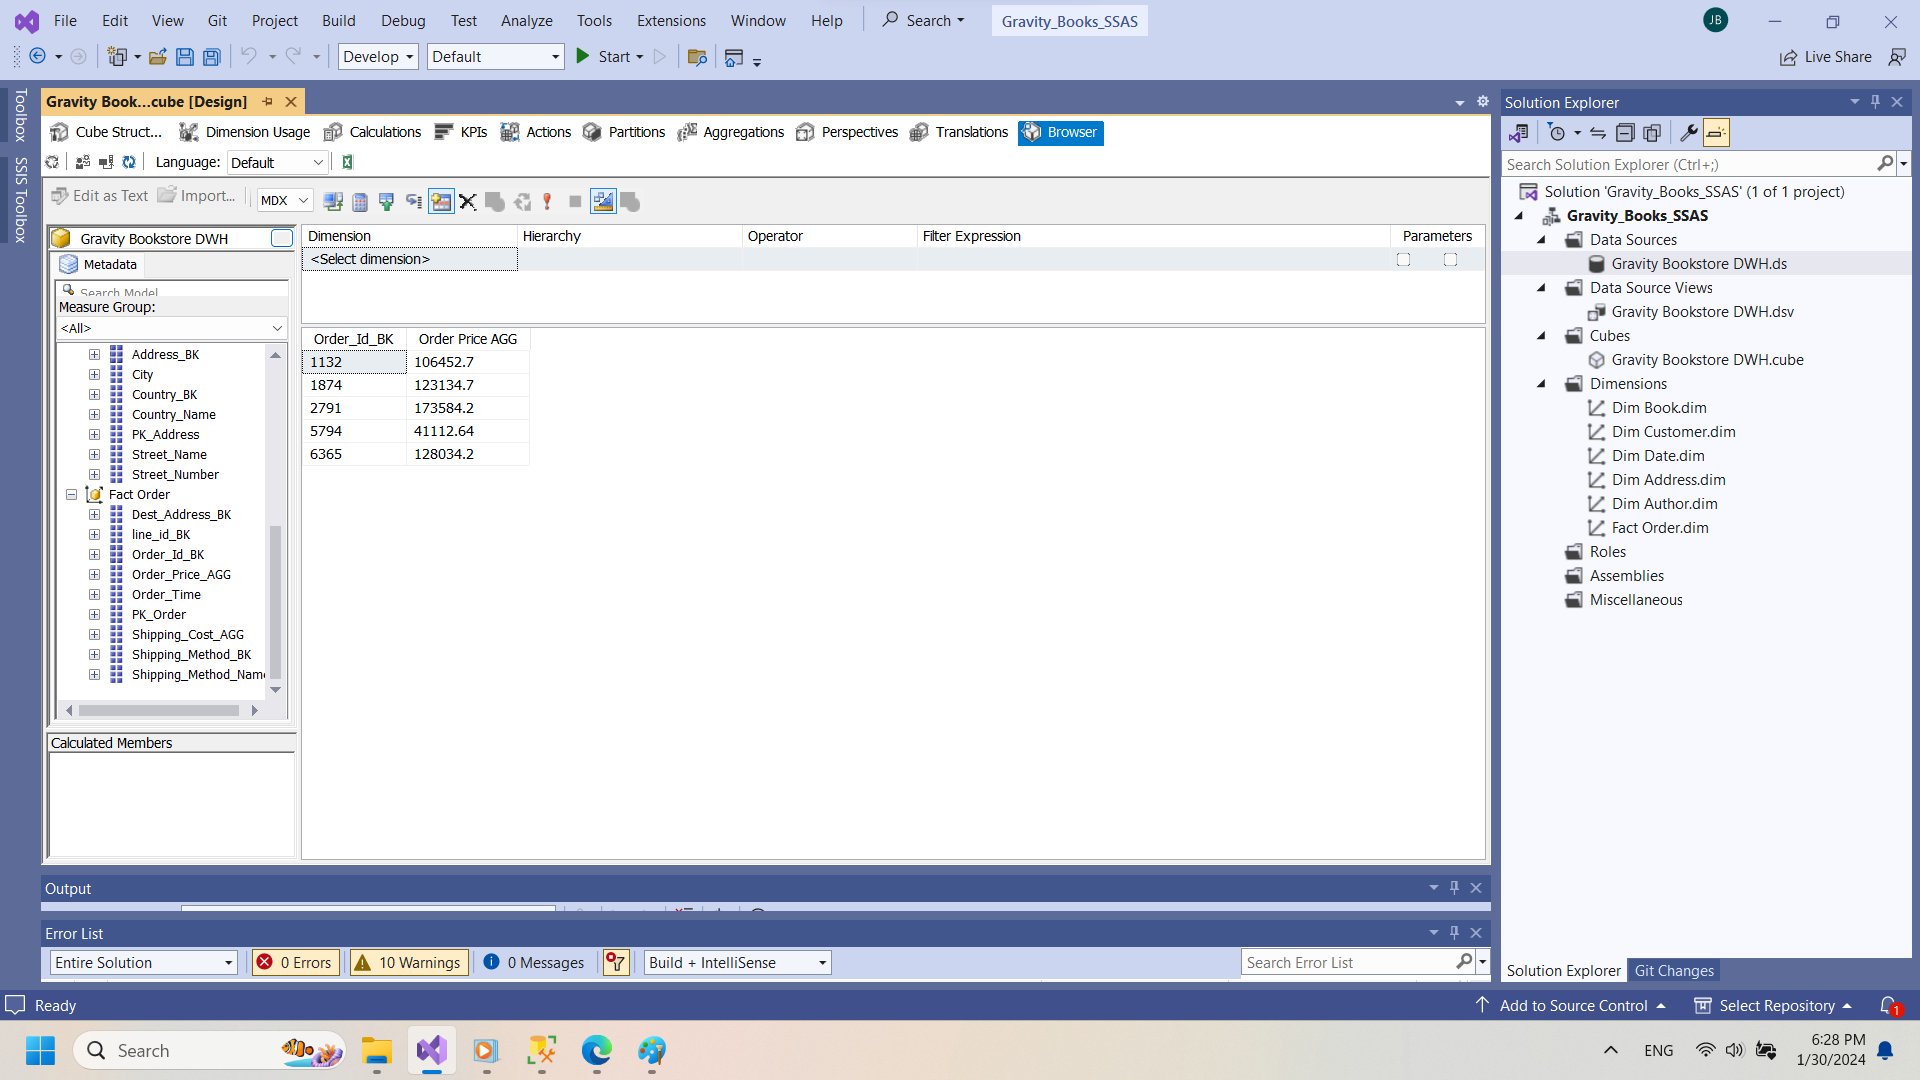 File Edit View Git Project Build Debug Test Analyze Tools Extensions Window Help Search Gravity_Books_SSAS JB
Develop Default Start Live Share
Toolbox
SSIS Toolbox
Gravity Book...cube [Design]
Cube Struct... Dimension Usage Calculations KPIs Actions Partitions Aggregations Perspectives Translations Browser
Language: Default
Edit as Text Import... MDX
Gravity Bookstore DWH
Metadata
Search Model
Measure Group:
<All>
Address_BK
City
Country_BK
Country_Name
PK_Address
Street_Name
Street_Number
Fact Order
Dest_Address_BK
line_id_BK
Order_Id_BK
Order_Price_AGG
Order_Time
PK_Order
Shipping_Cost_AGG
Shipping_Method_BK
Shipping_Method_Name
Calculated Members
Dimension Hierarchy Operator Filter Expression Parameters
<Select dimension>
Order_Id_BK Order Price AGG
1132 106452.7
1874 123134.7
2791 173584.2
5794 41112.64
6365 128034.2
Output
Error List
Entire Solution 0 Errors 10 Warnings 0 Messages Build + IntelliSense Search Error List
Solution Explorer
Search Solution Explorer (Ctrl+;)
Solution 'Gravity_Books_SSAS' (1 of 1 project)
Gravity_Books_SSAS
Data Sources
Gravity Bookstore DWH.ds
Data Source Views
Gravity Bookstore DWH.dsv
Cubes
Gravity Bookstore DWH.cube
Dimensions
Dim Book.dim
Dim Customer.dim
Dim Date.dim
Dim Address.dim
Dim Author.dim
Fact Order.dim
Roles
Assemblies
Miscellaneous
Solution Explorer Git Changes
Ready Add to Source Control Select Repository 1
Search ENG 6:28 PM
1/30/2024